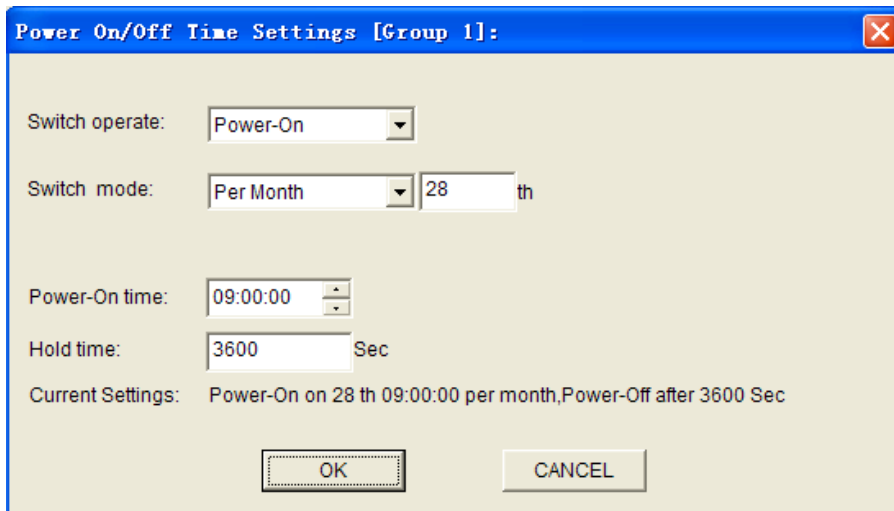 Power On/Off Time Settings [Group 1]:
Switch operate: Power-On
Switch mode: Per Month 28 th
Power-On time: 09:00:00
Hold time: 3600 Sec
Current Settings: Power-On on 28 th 09:00:00 per month,Power-Off after 3600 Sec
OK CANCEL